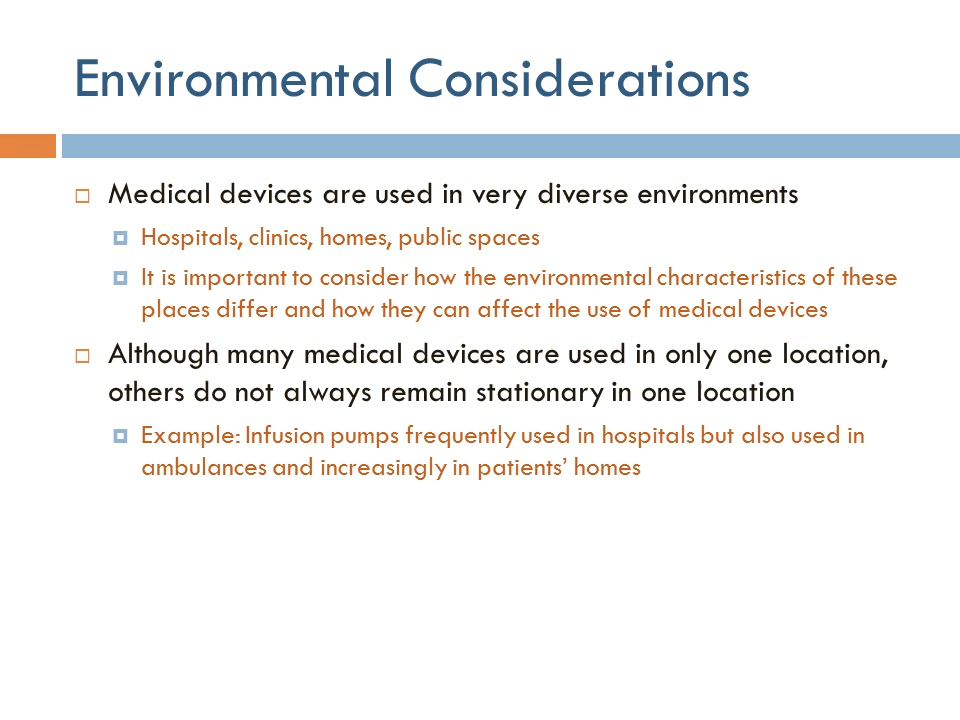 Environmental Considerations
Medical devices are used in very diverse environments
Hospitals, clinics, homes, public spaces
It is important to consider how the environmental characteristics of these
places differ and how they can affect the use of medical devices
Although many medical devices are used in only one location,
others do not always remain stationary in one location
Example: Infusion pumps frequently used in hospitals but also used in
ambulances and increasingly in patients’ homes